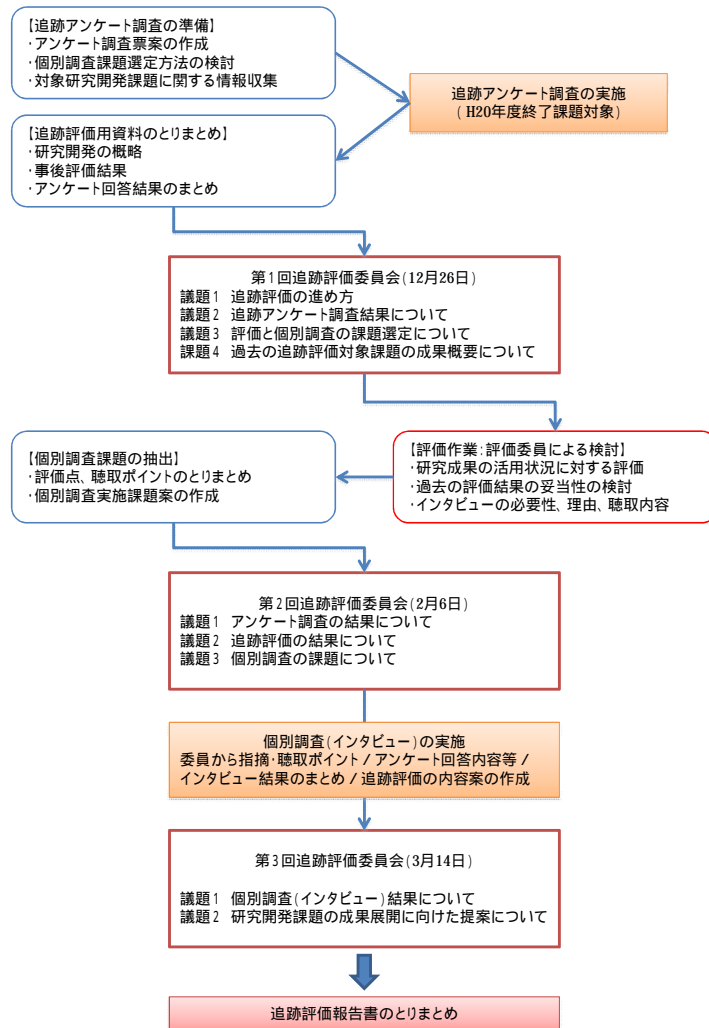 【追跡アンケート調査の準備】
・アンケート調査票案の作成
・個別調査課題選定方法の検討
・対象研究開発課題に関する情報収集
追跡アンケート調査の実施
(H20年度終了課題対象)
【追跡評価用資料のとりまとめ】
・研究開発の概略
・事後評価結果
・アンケート回答結果のまとめ
第1回追跡評価委員会(12月26日)
議題1 追跡評価の進め方
議題2 追跡アンケート調査結果について
議題3 評価と個別調査の課題選定について
課題4 過去の追跡評価対象課題の成果概要について
【評価作業:評価委員による検討】
・研究成果の活用状況に対する評価
・過去の評価結果の妥当性の検討
・インタビューの必要性、理由、聴取内容
【個別調査課題の抽出】
・評価点、聴取ポイントのとりまとめ
・個別調査実施課題案の作成
第2回追跡評価委員会(2月6日)
議題1 アンケート調査の結果について
議題2 追跡評価の結果について
議題3 個別調査の課題について
個別調査(インタビュー)の実施
委員から指摘・聴取ポイント/アンケート回答内容等/
インタビュー結果のまとめ/追跡評価の内容案の作成
第3回追跡評価委員会(3月14日)
議題1 個別調査(インタビュー)結果について
議題2 研究開発課題の成果展開に向けた提案について
追跡評価報告書のとりまとめ